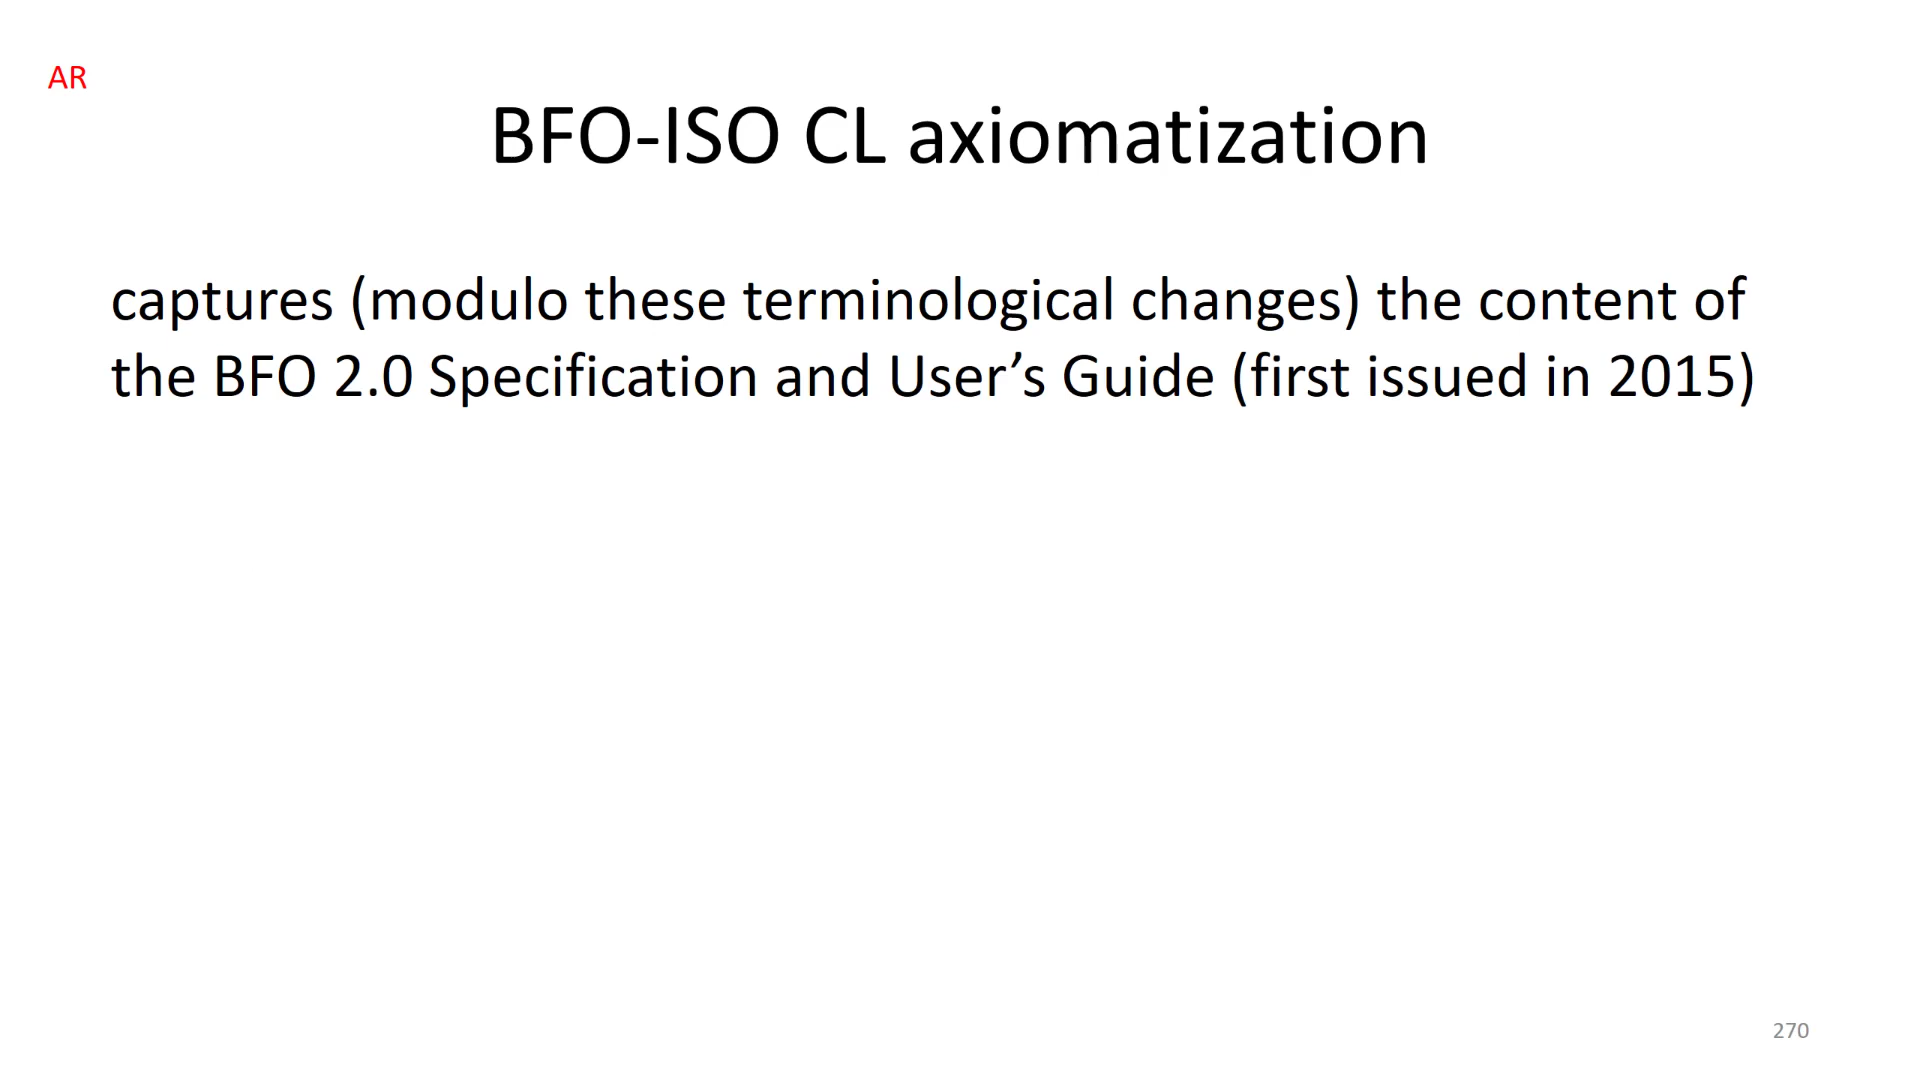 AR
BFO-ISO CL axiomatization
captures (modulo these terminological changes) the content of
the BFO 2.0 Specification and User’s Guide (first issued in 2015)
270